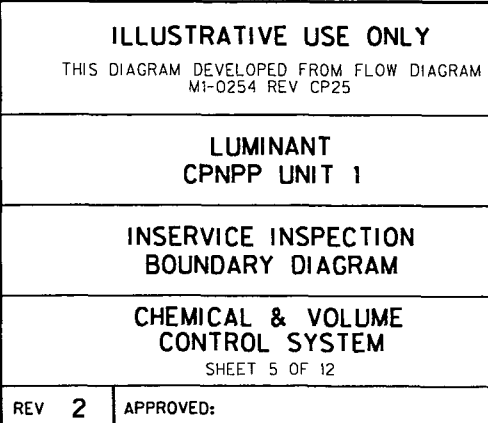 ILLUSTRATIVE USE ONLY
THIS DIAGRAM DEVELOPED FROM FLOW DIAGRAM
M1-0254 REV CP25
LUMINANT
CPNPP UNIT 1
INSERVICE INSPECTION
BOUNDARY DIAGRAM
CHEMICAL & VOLUME
CONTROL SYSTEM
SHEET 5 OF 12
REV 2 APPROVED: